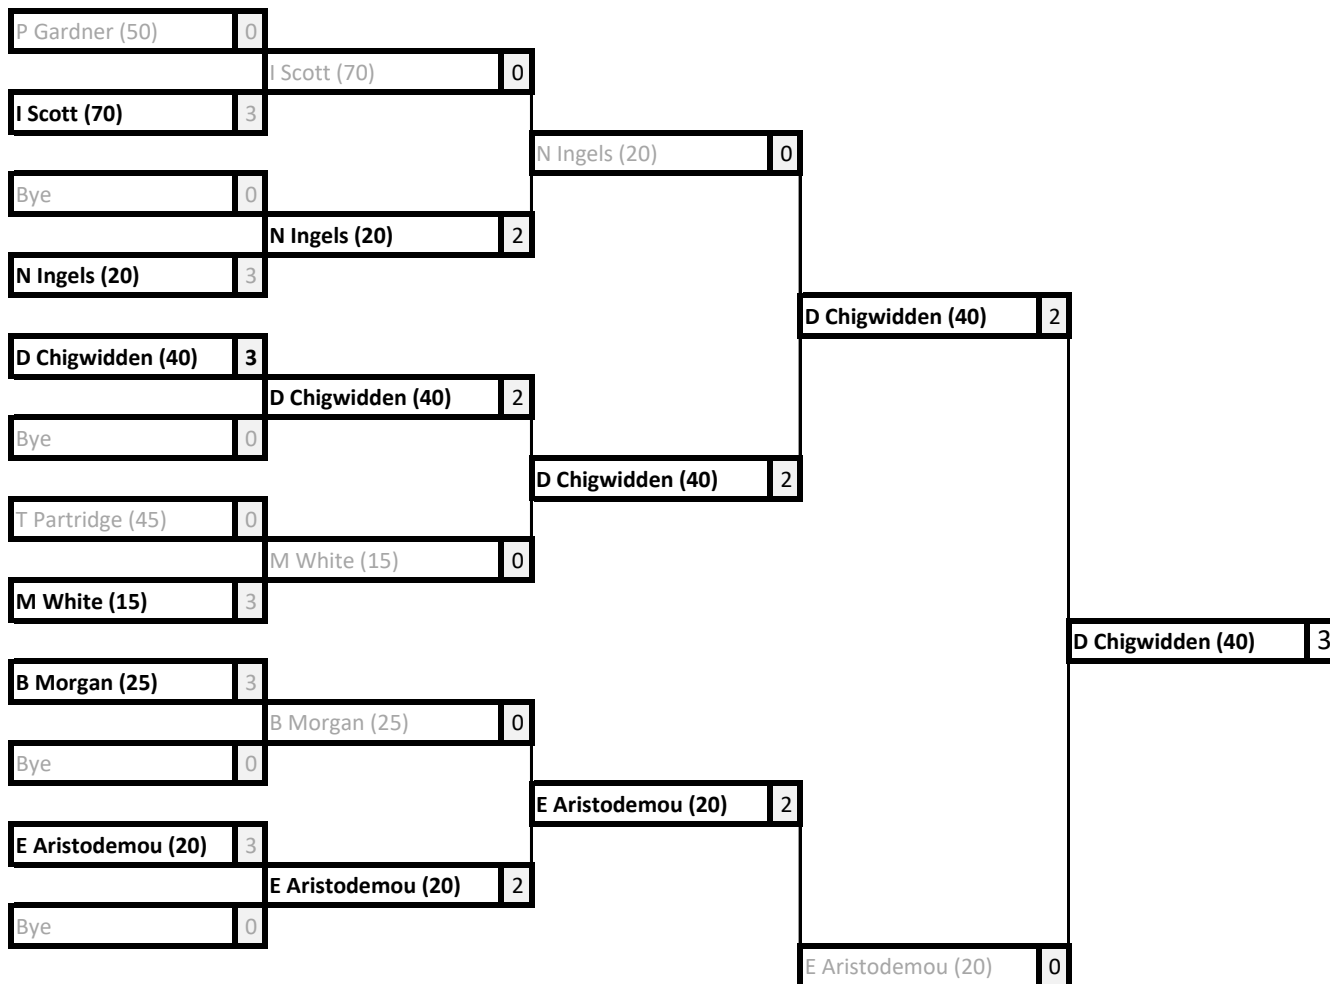 P Gardner (50) 0
I Scott (70) 0
I Scott (70) 3
N Ingels (20) 0
Bye 0
N Ingels (20) 2
N Ingels (20) 3
D Chigwidden (40) 2
D Chigwidden (40) 3
D Chigwidden (40) 2
Bye 0
D Chigwidden (40) 2
T Partridge (45) 0
M White (15) 0
M White (15) 3
D Chigwidden (40) 3
B Morgan (25) 3
B Morgan (25) 0
Bye 0
E Aristodemou (20) 2
E Aristodemou (20) 3
E Aristodemou (20) 2
Bye 0
E Aristodemou (20) 0